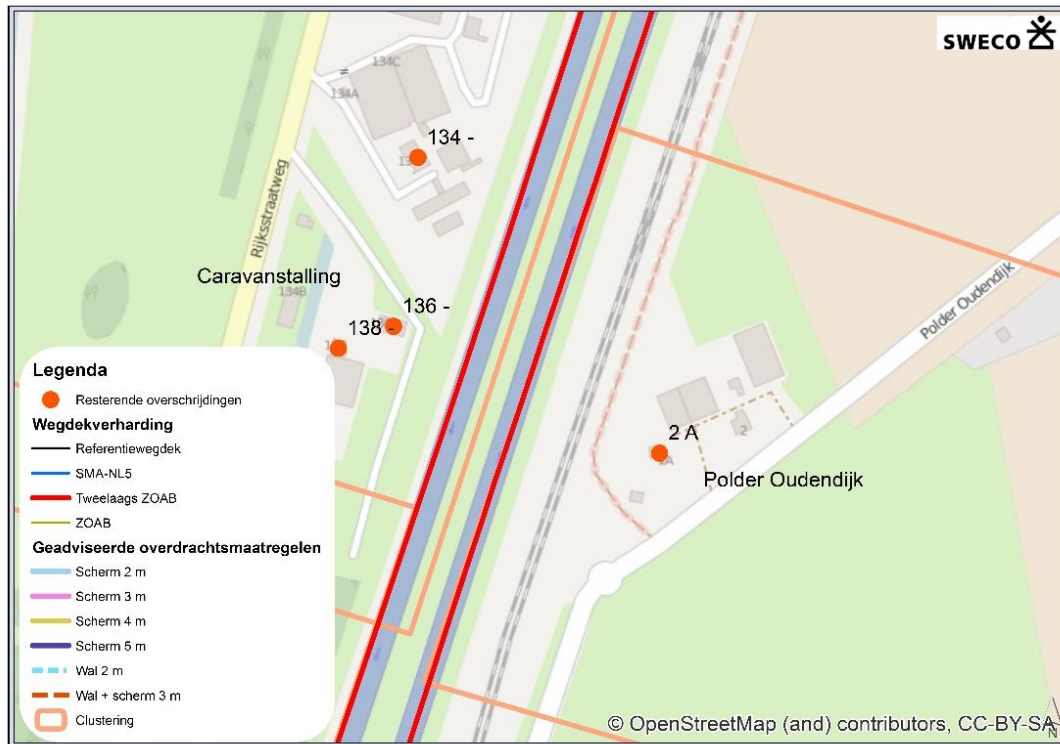 SWECO
134C
134A
134 -
Rijksstraatweg
Caravanstalling
134B
136 -
138 -
Polder Oudendijk
2 A
2
2A
Polder Oudendijk
Legenda
Resterende overschrijdingen
Wegdekverharding
Referentiewegdek
SMA-NL5
Tweelaags ZOAB
ZOAB
Geadviseerde overdrachtsmaatregelen
Scherm 2 m
Scherm 3 m
Scherm 4 m
Scherm 5 m
Wal 2 m
Wal + scherm 3 m
Clustering
© OpenStreetMap (and) contributors, CC-BY-SA
N